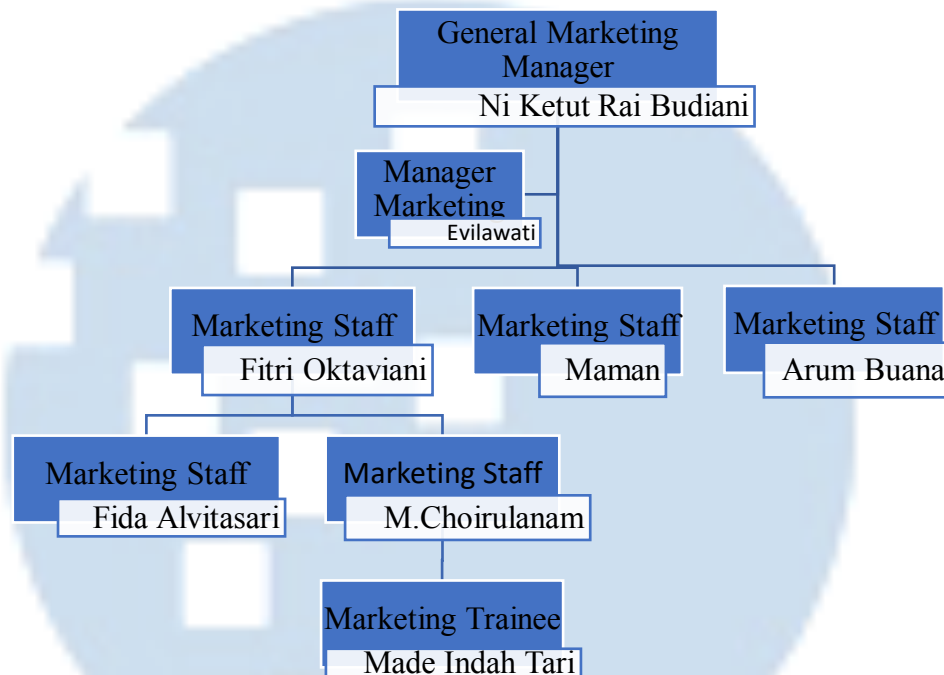 General Marketing
Manager
Ni Ketut Rai Budiani
Manager
Marketing
Evilawati
Marketing Staff
Fitri Oktaviani
Marketing Staff
Maman
Marketing Staff
Arum Buana
Marketing Staff
Fida Alvitasari
Marketing Staff
M.Choirulanam
Marketing Trainee
Made Indah Tari